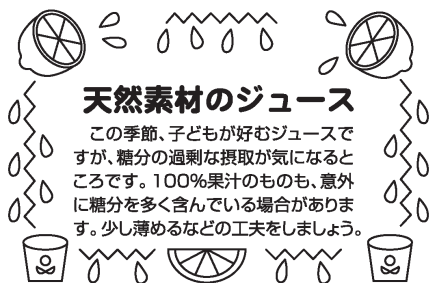 天然素材のジュース
この季節、子どもが好むジュースで
すが、糖分の過剰な摂取が気になると
ころです。100%果汁のものも、意外
に糖分を多く含んでいる場合がありま
す。少し薄めるなどの工夫をしましょう。